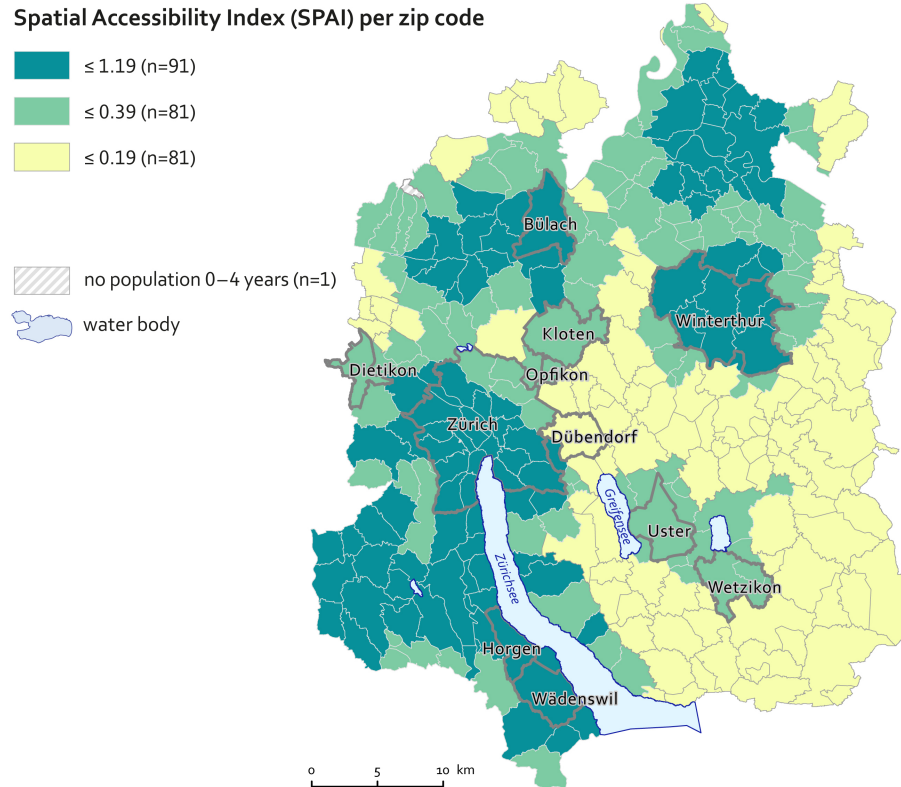 Spatial Accessibility Index (SPAI) per zip code
≤ 1.19 (n=91)
≤ 0.39 (n=81)
≤ 0.19 (n=81)
no population 0–4 years (n=1)
water body
Bülach
Winterthur
Kloten
Dietikon
Opfikon
Zürich
Dübendorf
Greifensee
Uster
Zürichsee
Wetzikon
Horgen
Wädenswil
0 5 10 km